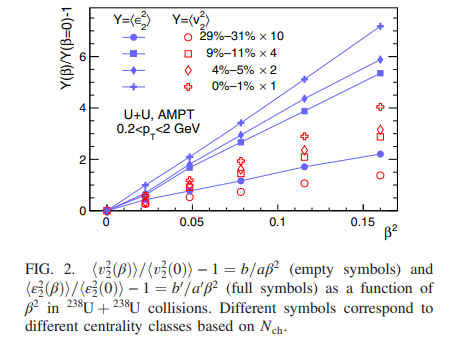 Y(β)/Y(β=0)-1
Y=⟨ε₂²⟩ Y=⟨v₂²⟩
29%–31% × 10
9%–11% × 4
4%–5% × 2
0%–1% × 1
U+U, AMPT
0.2<p_T<2 GeV
6
4
2
0
0 0.05 0.1 0.15
β²
FIG. 2. ⟨v₂²(β)⟩/⟨v₂²(0)⟩ − 1 = b/aβ² (empty symbols) and
⟨ε₂²(β)⟩/⟨ε₂²(0)⟩ − 1 = b′/a′β² (full symbols) as a function of
β² in ²³⁸U + ²³⁸U collisions. Different symbols correspond to
different centrality classes based on N_ch.